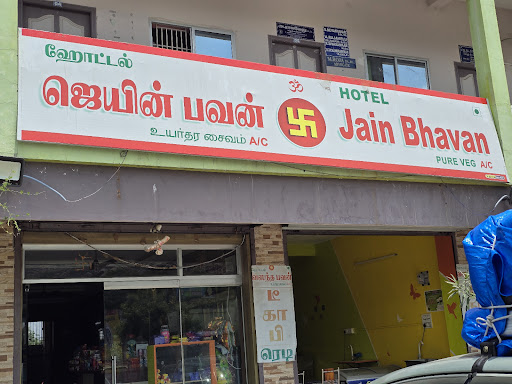 ஹோட்டல்
ஜெயின் பவன்
உயர்தர சைவம் A/C
ॐ
HOTEL
Jain Bhavan
PURE VEG A/C
டீ
காபி
ரெடி